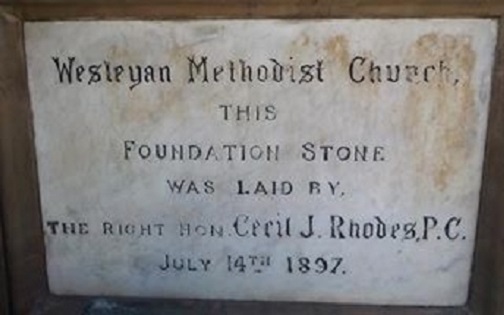 Wesleyan Methodist Church,
THIS
FOUNDATION STONE
WAS LAID BY,
THE RIGHT HON. Cecil J. Rhodes, P.C.
JULY 14TH 1897.